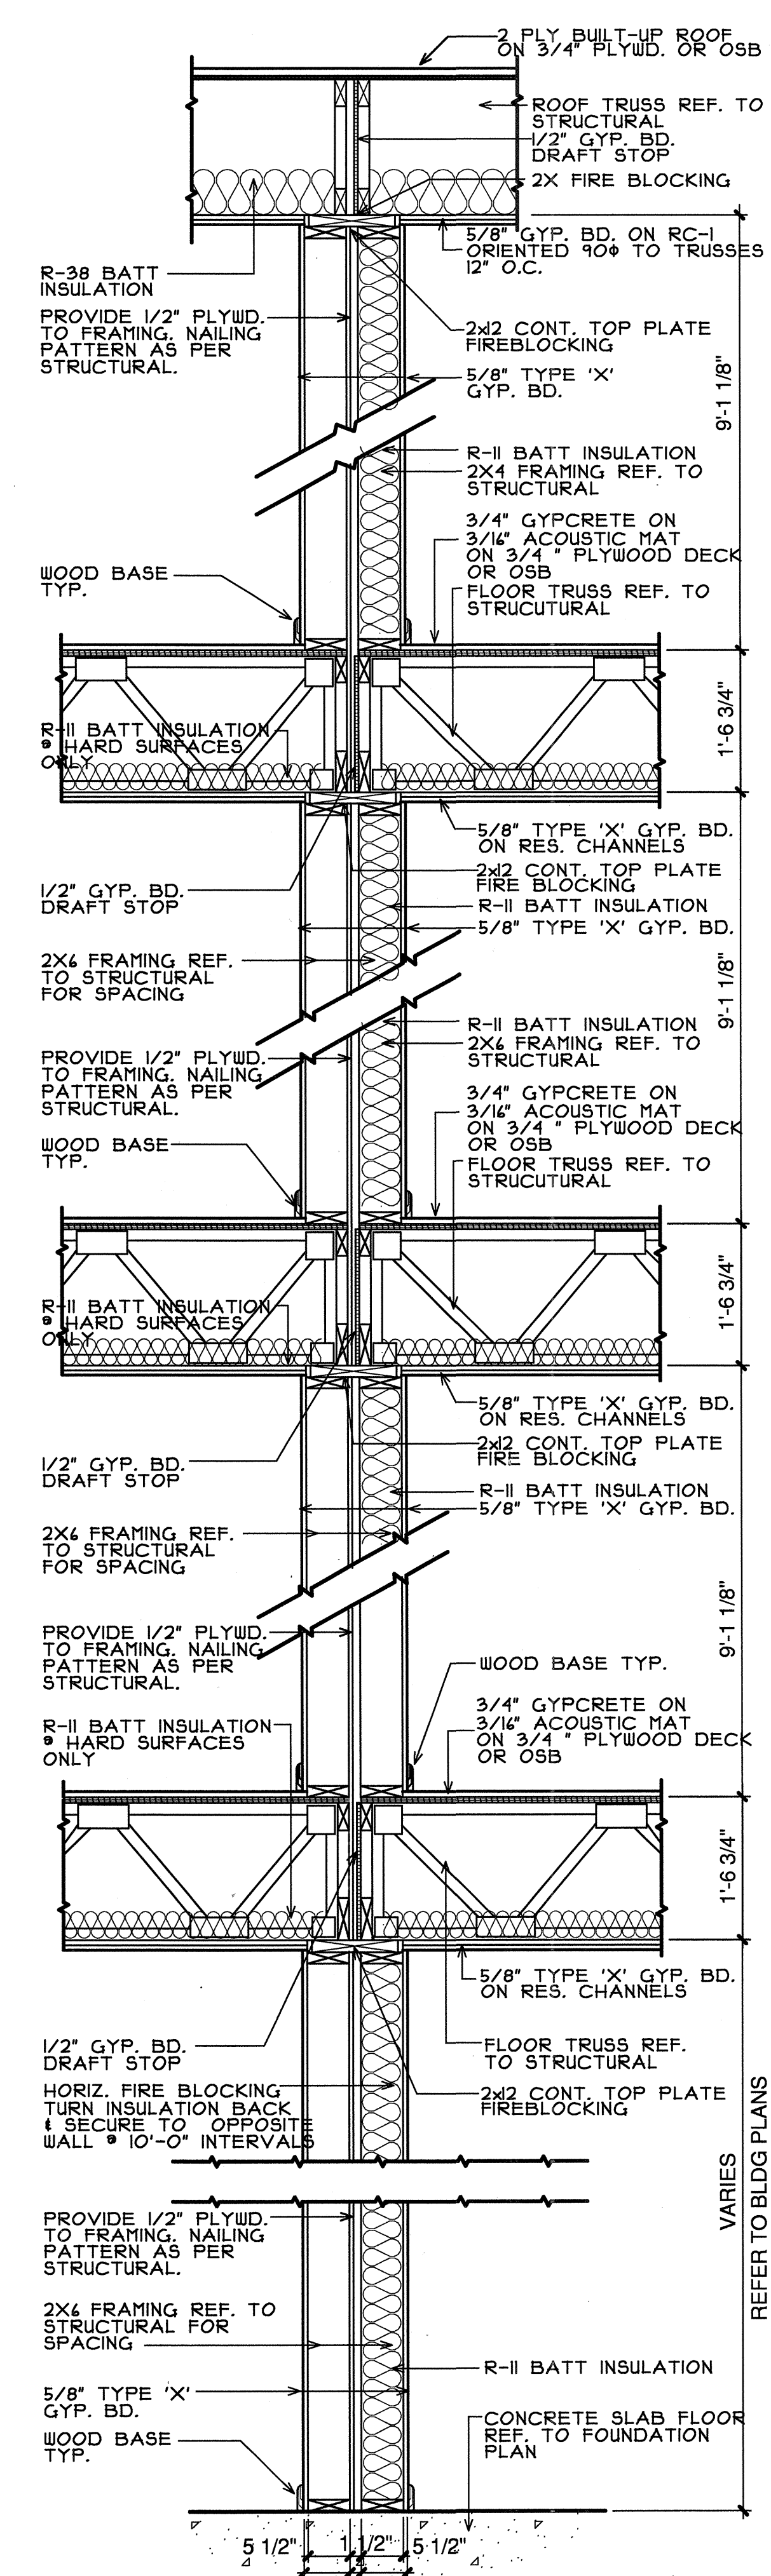 2 PLY BUILT-UP ROOF
ON 3/4" PLYWD. OR OSB
ROOF TRUSS REF. TO
STRUCTURAL
1/2" GYP. BD.
DRAFT STOP
2X FIRE BLOCKING
5/8" GYP. BD. ON RC-1
ORIENTED 90ϕ TO TRUSSES
12" O.C.
R-38 BATT
INSULATION
PROVIDE 1/2" PLYWD.
TO FRAMING. NAILING
PATTERN AS PER
STRUCTURAL.
2x12 CONT. TOP PLATE
FIREBLOCKING
5/8" TYPE 'X'
GYP. BD.
9'-1 1/8"
R-11 BATT INSULATION
2X4 FRAMING REF. TO
STRUCTURAL
3/4" GYPCRETE ON
3/16" ACOUSTIC MAT
ON 3/4 " PLYWOOD DECK
OR OSB
WOOD BASE
TYP.
FLOOR TRUSS REF. TO
STRUCUTURAL
1'-6 3/4"
R-11 BATT INSULATION
@ HARD SURFACES
ONLY
5/8" TYPE 'X' GYP. BD.
ON RES. CHANNELS
2x12 CONT. TOP PLATE
FIRE BLOCKING
1/2" GYP. BD.
DRAFT STOP
R-11 BATT INSULATION
5/8" TYPE 'X' GYP. BD.
2X6 FRAMING REF.
TO STRUCTURAL
FOR SPACING
9'-1 1/8"
R-11 BATT INSULATION
2X6 FRAMING REF. TO
STRUCTURAL
PROVIDE 1/2" PLYWD.
TO FRAMING. NAILING
PATTERN AS PER
STRUCTURAL.
3/4" GYPCRETE ON
3/16" ACOUSTIC MAT
ON 3/4 " PLYWOOD DECK
OR OSB
WOOD BASE
TYP.
FLOOR TRUSS REF. TO
STRUCUTURAL
1'-6 3/4"
R-11 BATT INSULATION
@ HARD SURFACES
ONLY
5/8" TYPE 'X' GYP. BD.
ON RES. CHANNELS
2x12 CONT. TOP PLATE
FIRE BLOCKING
1/2" GYP. BD.
DRAFT STOP
R-11 BATT INSULATION
5/8" TYPE 'X' GYP. BD.
2X6 FRAMING REF.
TO STRUCTURAL
FOR SPACING
9'-1 1/8"
PROVIDE 1/2" PLYWD.
TO FRAMING. NAILING
PATTERN AS PER
STRUCTURAL.
WOOD BASE TYP.
3/4" GYPCRETE ON
3/16" ACOUSTIC MAT
ON 3/4 " PLYWOOD DECK
OR OSB
R-11 BATT INSULATION
@ HARD SURFACES
ONLY
1'-6 3/4"
5/8" TYPE 'X' GYP. BD.
ON RES. CHANNELS
1/2" GYP. BD.
DRAFT STOP
FLOOR TRUSS REF.
TO STRUCTURAL
HORIZ. FIRE BLOCKING
TURN INSULATION BACK
& SECURE TO OPPOSITE
WALL @ 10'-0" INTERVALS
2x12 CONT. TOP PLATE
FIREBLOCKING
VARIES
REFER TO BLDG PLANS
PROVIDE 1/2" PLYWD.
TO FRAMING. NAILING
PATTERN AS PER
STRUCTURAL.
2X6 FRAMING REF. TO
STRUCTURAL FOR
SPACING
R-11 BATT INSULATION
5/8" TYPE 'X'
GYP. BD.
CONCRETE SLAB FLOOR
REF. TO FOUNDATION
PLAN
WOOD BASE
TYP.
5 1/2" 1 1/2" 5 1/2"